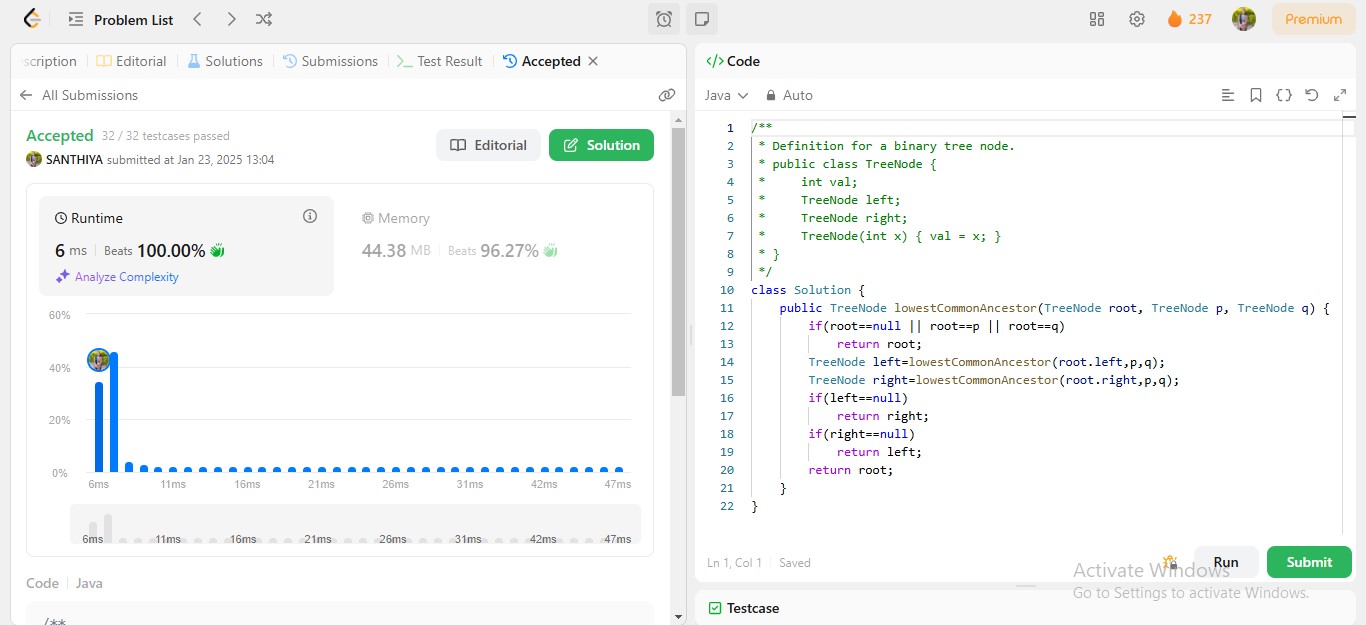 Problem List
237
Premium
scription
Editorial
Solutions
Submissions
Test Result
Accepted
All Submissions
Accepted 32 / 32 testcases passed
SANTHIYA submitted at Jan 23, 2025 13:04
Editorial
Solution
Runtime
6 ms Beats 100.00%
Analyze Complexity
Memory
44.38 MB Beats 96.27%
60%
40%
20%
0%
6ms 11ms 16ms 21ms 26ms 31ms 42ms 47ms
6ms 11ms 16ms 21ms 26ms 31ms 42ms 47ms
Code Java
/**
</> Code
Java Auto
1 /**
2 * Definition for a binary tree node.
3 * public class TreeNode {
4 *     int val;
5 *     TreeNode left;
6 *     TreeNode right;
7 *     TreeNode(int x) { val = x; }
8 * }
9 */
10 class Solution {
11     public TreeNode lowestCommonAncestor(TreeNode root, TreeNode p, TreeNode q) {
12         if(root==null || root==p || root==q)
13             return root;
14         TreeNode left=lowestCommonAncestor(root.left,p,q);
15         TreeNode right=lowestCommonAncestor(root.right,p,q);
16         if(left==null)
17             return right;
18         if(right==null)
19             return left;
20         return root;
21     }
22 }
Ln 1, Col 1 Saved
Run
Submit
Activate Windows
Go to Settings to activate Windows.
Testcase